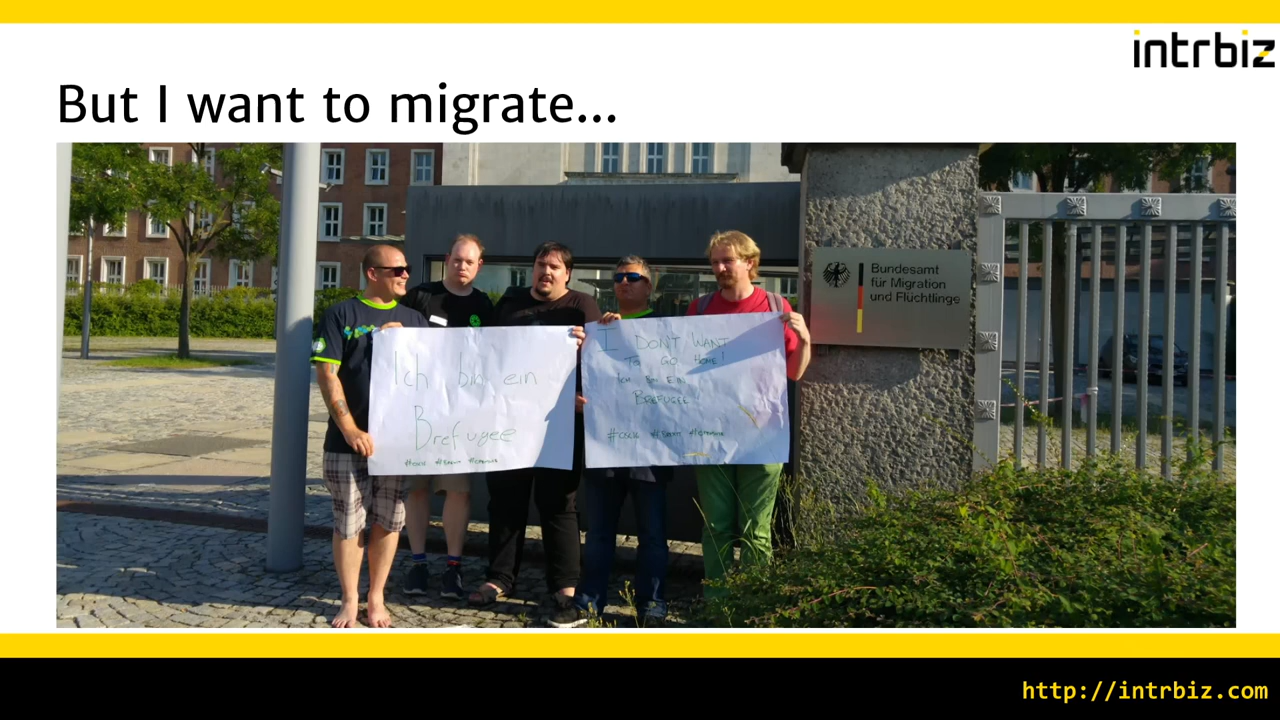 intrbiz
But I want to migrate...
Bundesamt
für Migration
und Flüchtlinge
Ich bin ein
Brefugee
I DON'T WANT
TO GO HOME!
ICH BIN EIN
BREFUGEE!
http://intrbiz.com